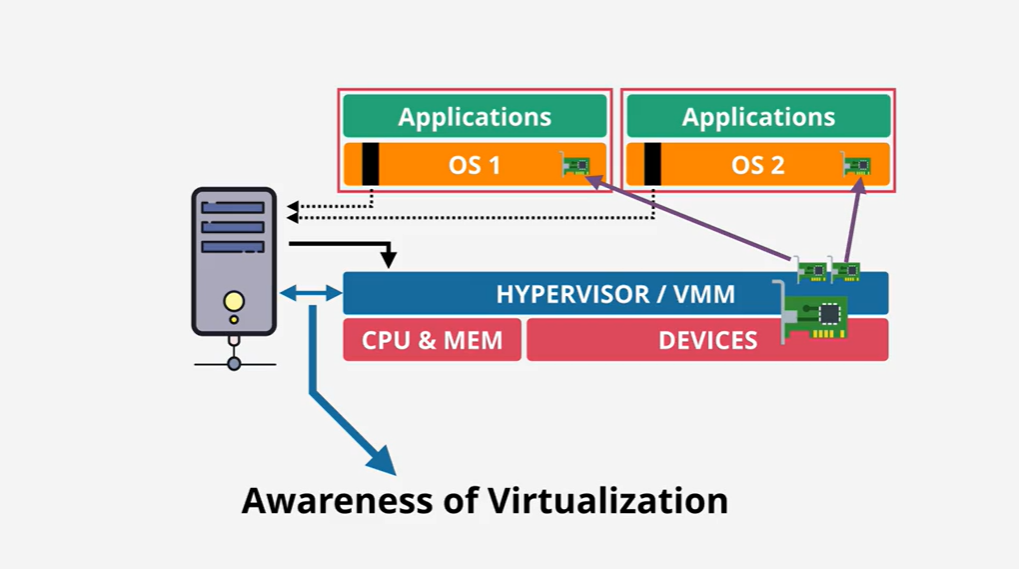 Applications
Applications
OS 1
OS 2
HYPERVISOR / VMM
CPU & MEM
DEVICES
Awareness of Virtualization